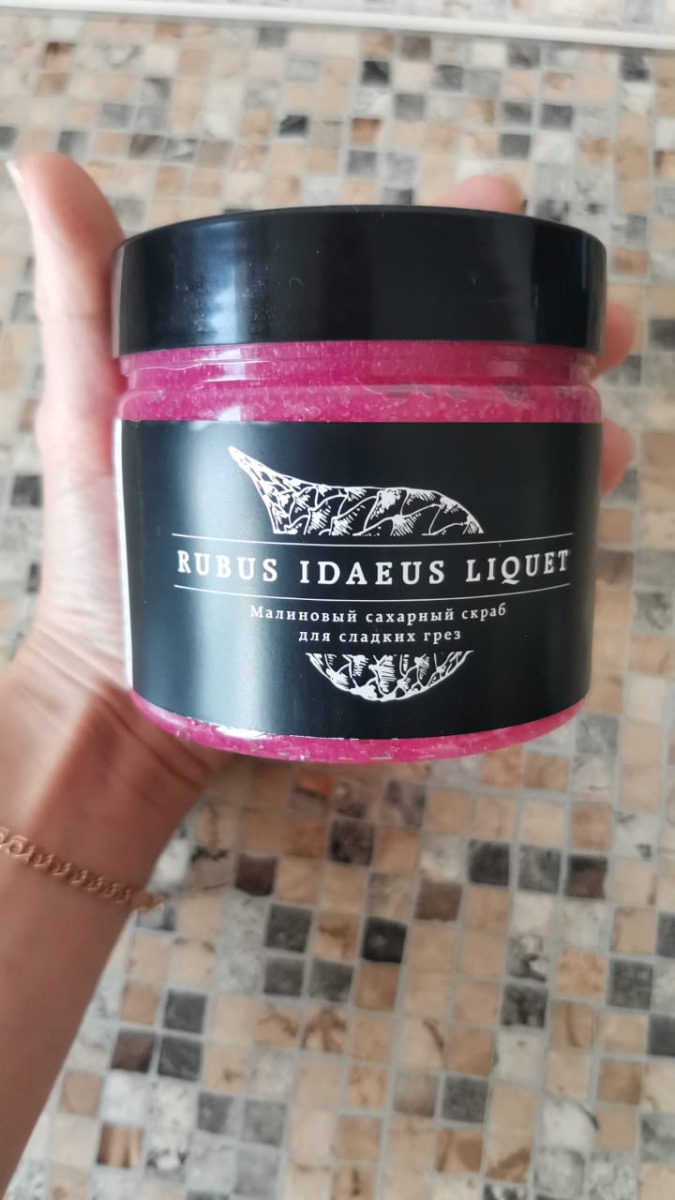 RUBUS IDAEUS LIQUET
Малиновый сахарный скраб
для сладких грез